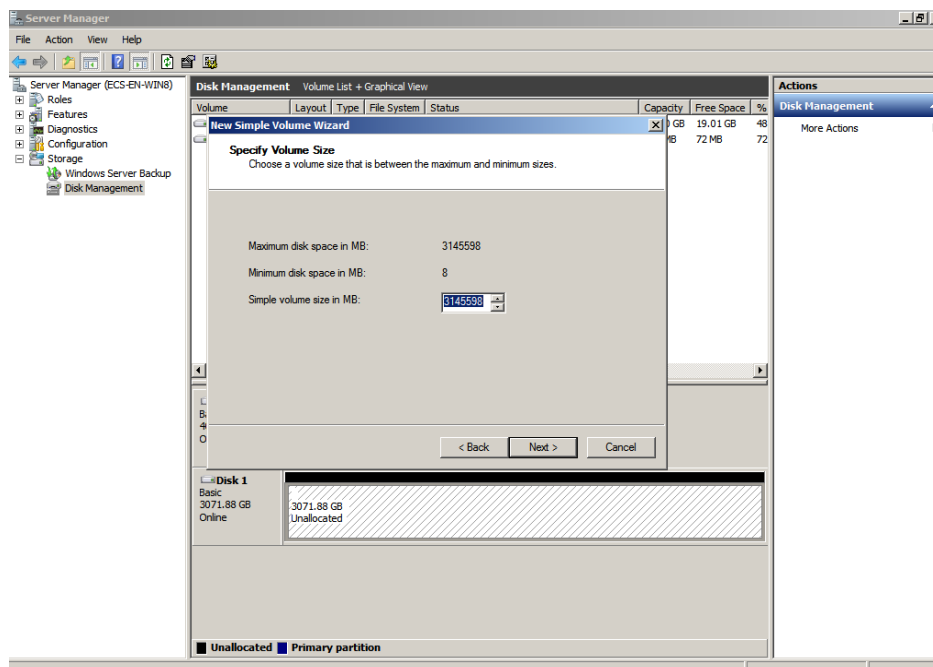 Server Manager
File Action View Help
Server Manager (ECS-EN-WIN8)
Roles
Features
Diagnostics
Configuration
Storage
Windows Server Backup
Disk Management
Disk Management Volume List + Graphical View
Volume Layout Type File System Status Capacity Free Space %
GB 19.01 GB 48
MB 72 MB 72
New Simple Volume Wizard
Specify Volume Size
Choose a volume size that is between the maximum and minimum sizes.
Maximum disk space in MB: 3145598
Minimum disk space in MB: 8
Simple volume size in MB: 3145598
< Back Next > Cancel
Disk 1
Basic
3071.88 GB
Online
3071.88 GB
Unallocated
Unallocated Primary partition
Actions
Disk Management
More Actions